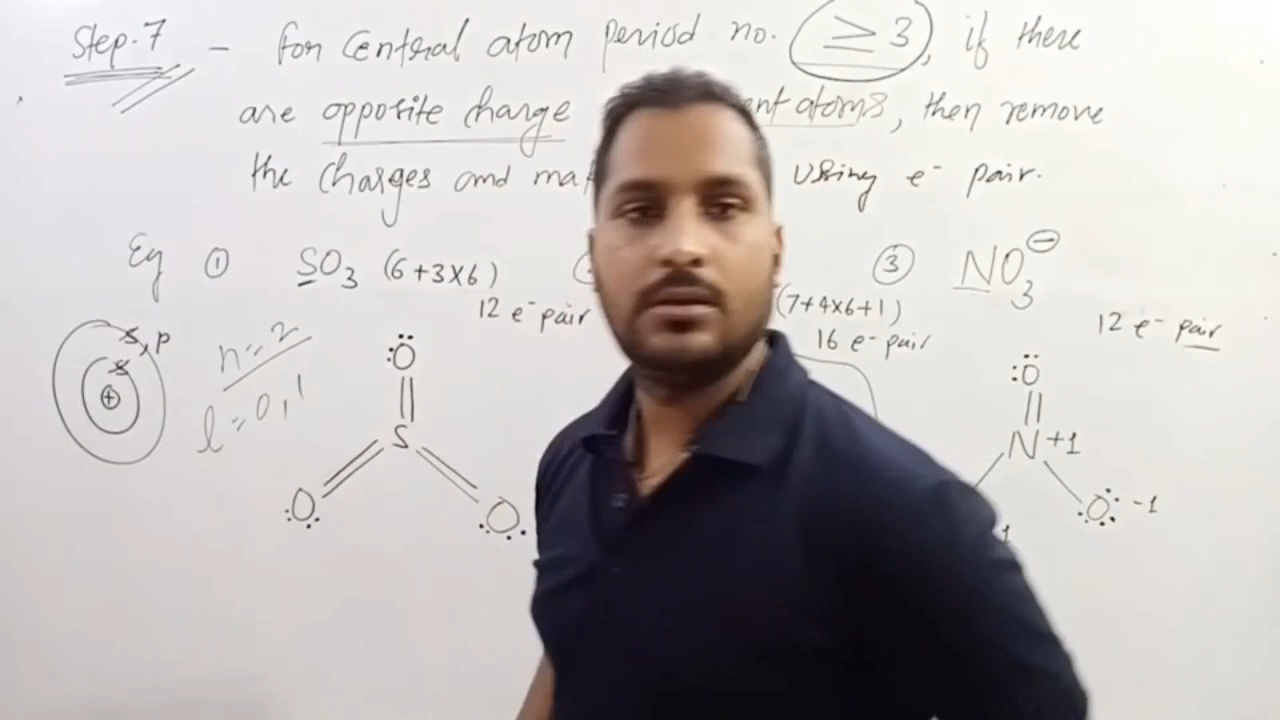 Step-7 - for Central atom period no. ≥ 3, if there
are opposite charge ent atoms, then remove
the charges and ma using e⁻ pair.
Eg ① SO₃ (6+3×6)
12 e⁻ pair
(7+4×6+1)
16 e⁻ pair
③ NO₃⊖
12 e⁻ pair
s, p
s
+
n=2
l=0,1
:Ö
S
:O: O:
:Ö
N +1
O: -1
1